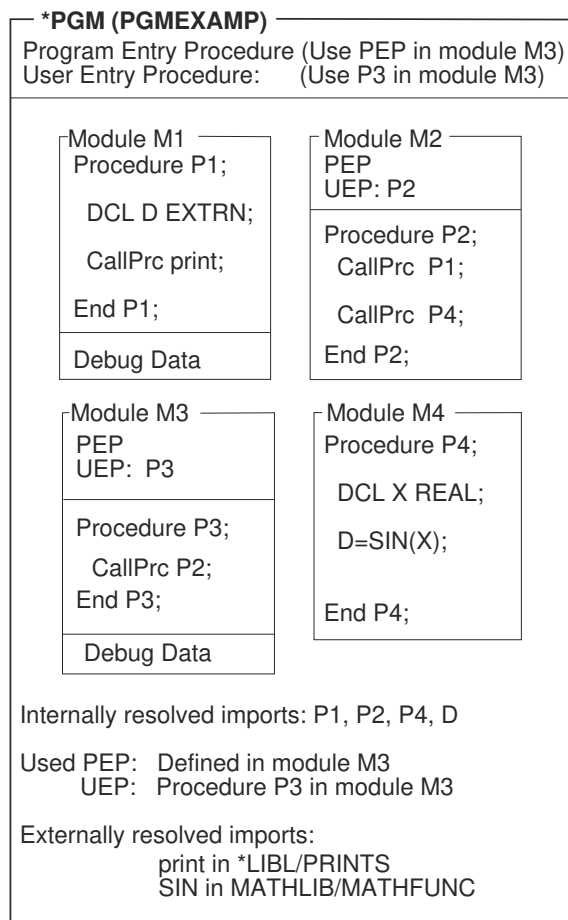 *PGM (PGMEXAMP)
Program Entry Procedure (Use PEP in module M3)
User Entry Procedure: (Use P3 in module M3)
Module M1
Procedure P1;
DCL D EXTRN;
CallPrc print;
End P1;
Debug Data
Module M2
PEP
UEP: P2
Procedure P2;
CallPrc P1;
CallPrc P4;
End P2;
Module M3
PEP
UEP: P3
Procedure P3;
CallPrc P2;
End P3;
Debug Data
Module M4
Procedure P4;
DCL X REAL;
D=SIN(X);
End P4;
Internally resolved imports: P1, P2, P4, D
Used PEP: Defined in module M3
UEP: Procedure P3 in module M3
Externally resolved imports:
print in *LIBL/PRINTS
SIN in MATHLIB/MATHFUNC